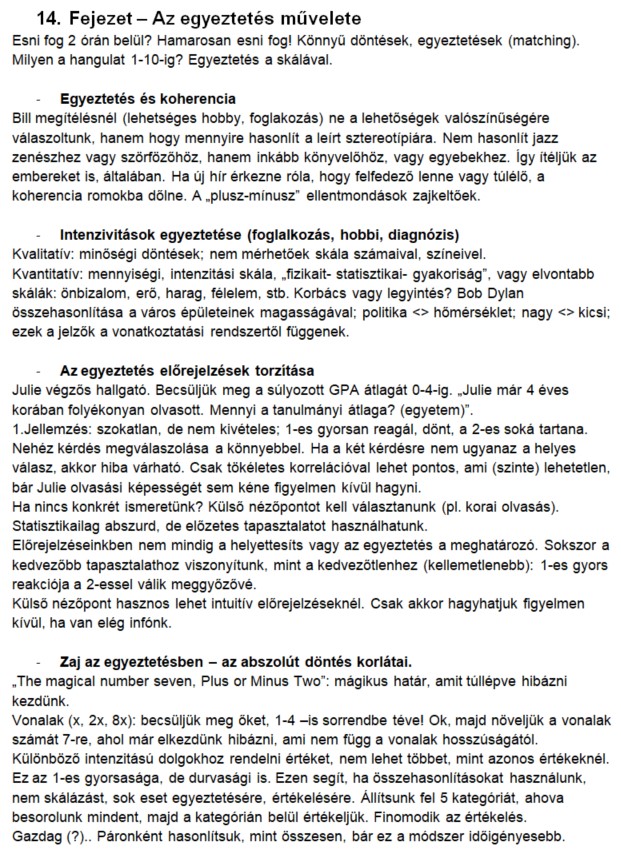 14. Fejezet – Az egyeztetés művelete
Esni fog 2 órán belül? Hamarosan esni fog! Könnyű döntések, egyeztetések (matching).
Milyen a hangulat 1-10-ig? Egyeztetés a skálával.
- Egyeztetés és koherencia
Bill megítélésnél (lehetséges hobby, foglakozás) ne a lehetőségek valószínűségére
válaszoltunk, hanem hogy mennyire hasonlít a leírt sztereotípiára. Nem hasonlít jazz
zenészhez vagy szörfözőhöz, hanem inkább könyvelőhöz, vagy egyebekhez. Így ítéljük az
embereket is, általában. Ha új hír érkezne róla, hogy felfedező lenne vagy túlélő, a
koherencia romokba dőlne. A „plusz-mínusz” ellentmondások zajkeltőek.
- Intenzivitások egyeztetése (foglalkozás, hobbi, diagnózis)
Kvalitatív: minőségi döntések; nem mérhetőek skála számaival, színeivel.
Kvantitatív: mennyiségi, intenzitási skála, „fizikait- statisztikai- gyakoriság”, vagy elvontabb
skálák: önbizalom, erő, harag, félelem, stb. Korbács vagy legyintés? Bob Dylan
összehasonlítása a város épületeinek magasságával; politika <> hőmérséklet; nagy <> kicsi;
ezek a jelzők a vonatkoztatási rendszertől függenek.
- Az egyeztetés előrejelzések torzítása
Julie végzős hallgató. Becsüljük meg a súlyozott GPA átlagát 0-4-ig. „Julie már 4 éves
korában folyékonyan olvasott. Mennyi a tanulmányi átlaga? (egyetem)”.
1.Jellemzés: szokatlan, de nem kivételes; 1-es gyorsan reagál, dönt, a 2-es soká tartana.
Nehéz kérdés megválaszolása a könnyebbel. Ha a két kérdésre nem ugyanaz a helyes
válasz, akkor hiba várható. Csak tökéletes korrelációval lehet pontos, ami (szinte) lehetetlen,
bár Julie olvasási képességét sem kéne figyelmen kívül hagyni.
Ha nincs konkrét ismeretünk? Külső nézőpontot kell választanunk (pl. korai olvasás).
Statisztikailag abszurd, de előzetes tapasztalatot használhatunk.
Előrejelzéseinkben nem mindig a helyettesíts vagy az egyeztetés a meghatározó. Sokszor a
kedvezőbb tapasztalathoz viszonyítunk, mint a kedvezőtlenhez (kellemetlenebb): 1-es gyors
reakciója a 2-essel válik meggyőzővé.
Külső nézőpont hasznos lehet intuitív előrejelzéseknél. Csak akkor hagyhatjuk figyelmen
kívül, ha van elég infónk.
- Zaj az egyeztetésben – az abszolút döntés korlátai.
„The magical number seven, Plus or Minus Two”: mágikus határ, amit túllépve hibázni
kezdünk.
Vonalak (x, 2x, 8x): becsüljük meg őket, 1-4 –is sorrendbe téve! Ok, majd növeljük a vonalak
számát 7-re, ahol már elkezdünk hibázni, ami nem függ a vonalak hosszúságától.
Különböző intenzitású dolgokhoz rendelni értéket, nem lehet többet, mint azonos értékeknél.
Ez az 1-es gyorsasága, de durvasági is. Ezen segít, ha összehasonlításokat használunk,
nem skálázást, sok eset egyeztetésére, értékelésére. Állítsunk fel 5 kategóriát, ahova
besorolunk mindent, majd a kategórián belül értékeljük. Finomodik az értékelés.
Gazdag (?).. Páronként hasonlítsuk, mint összesen, bár ez a módszer időigényesebb.